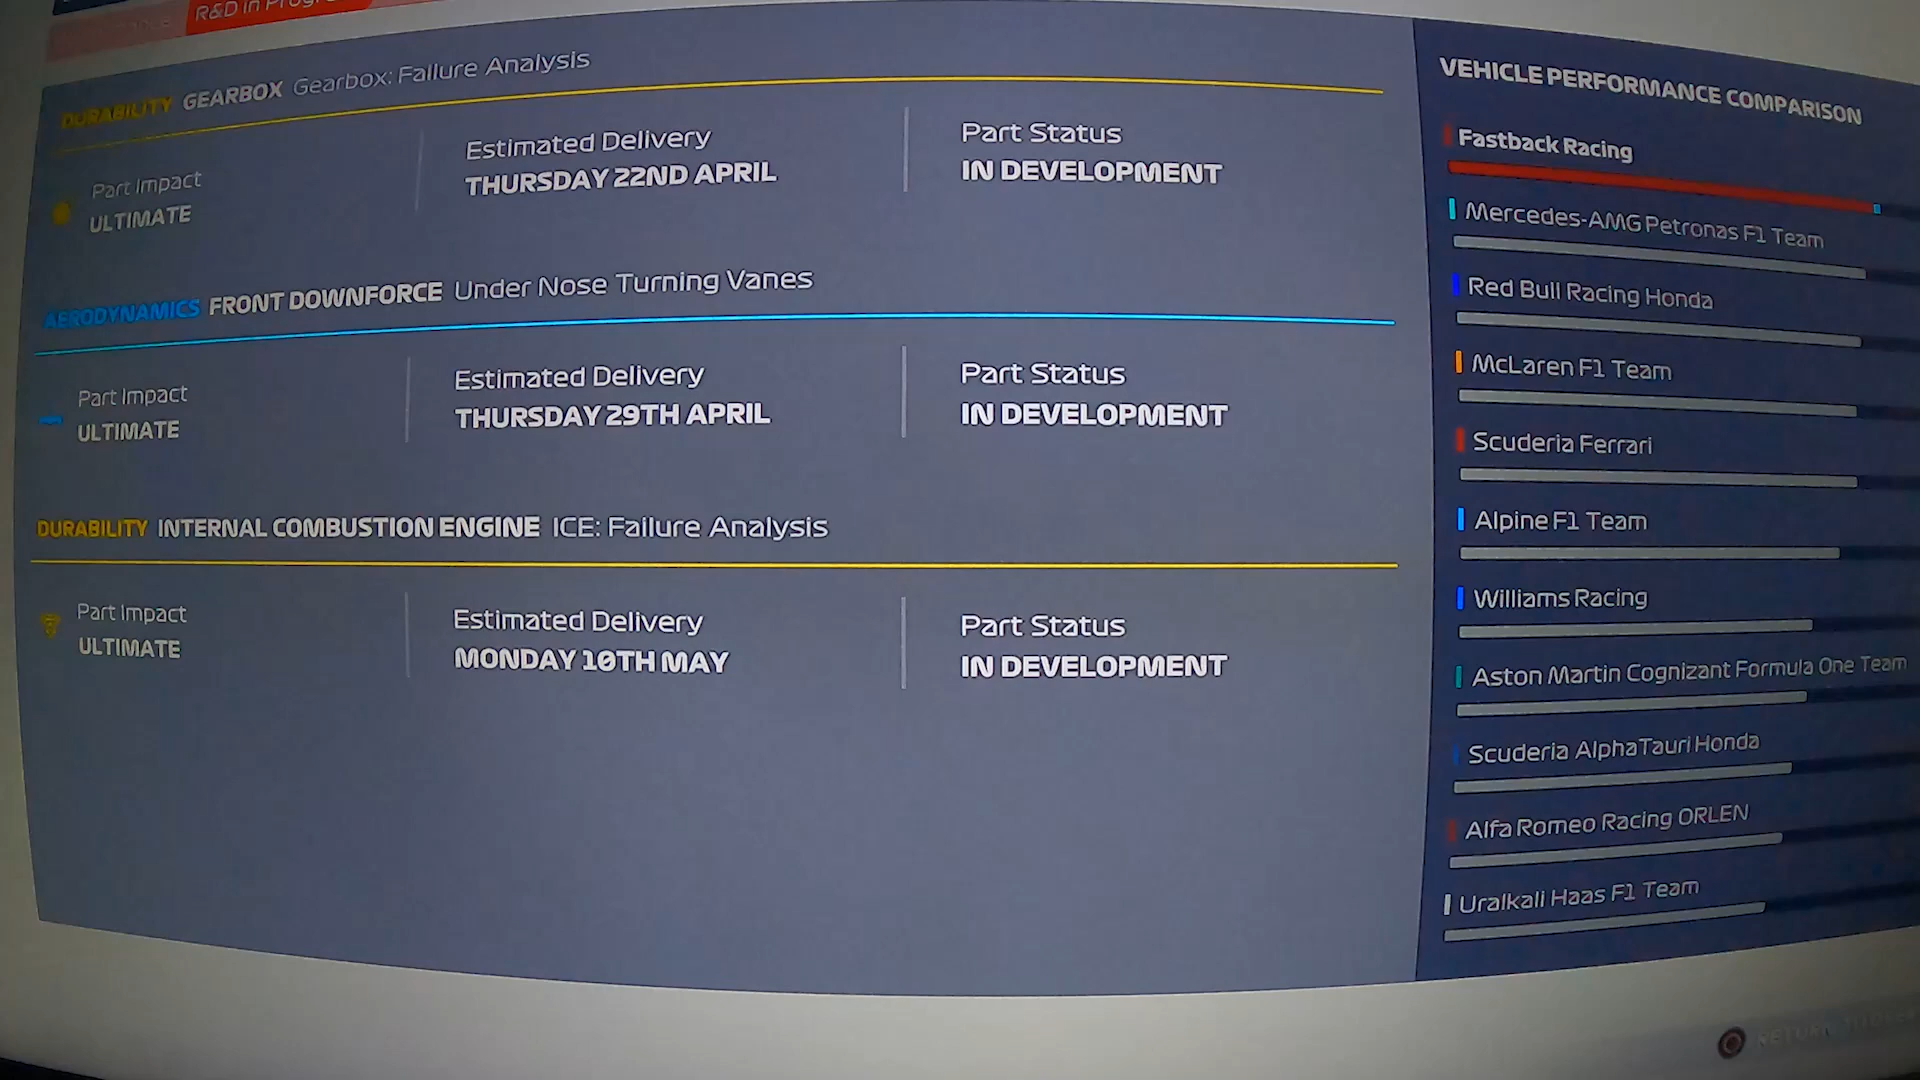 R&D In Progre
DURABILITY GEARBOX Gearbox: Failure Analysis
Part Impact
ULTIMATE
Estimated Delivery
THURSDAY 22ND APRIL
Part Status
IN DEVELOPMENT
AERODYNAMICS FRONT DOWNFORCE Under Nose Turning Vanes
Part Impact
ULTIMATE
Estimated Delivery
THURSDAY 29TH APRIL
Part Status
IN DEVELOPMENT
DURABILITY INTERNAL COMBUSTION ENGINE ICE: Failure Analysis
Part Impact
ULTIMATE
Estimated Delivery
MONDAY 10TH MAY
Part Status
IN DEVELOPMENT
VEHICLE PERFORMANCE COMPARISON
Fastback Racing
Mercedes-AMG Petronas F1 Team
Red Bull Racing Honda
McLaren F1 Team
Scuderia Ferrari
Alpine F1 Team
Williams Racing
Aston Martin Cognizant Formula One Team
Scuderia AlphaTauri Honda
Alfa Romeo Racing ORLEN
Uralkali Haas F1 Team
RETURN